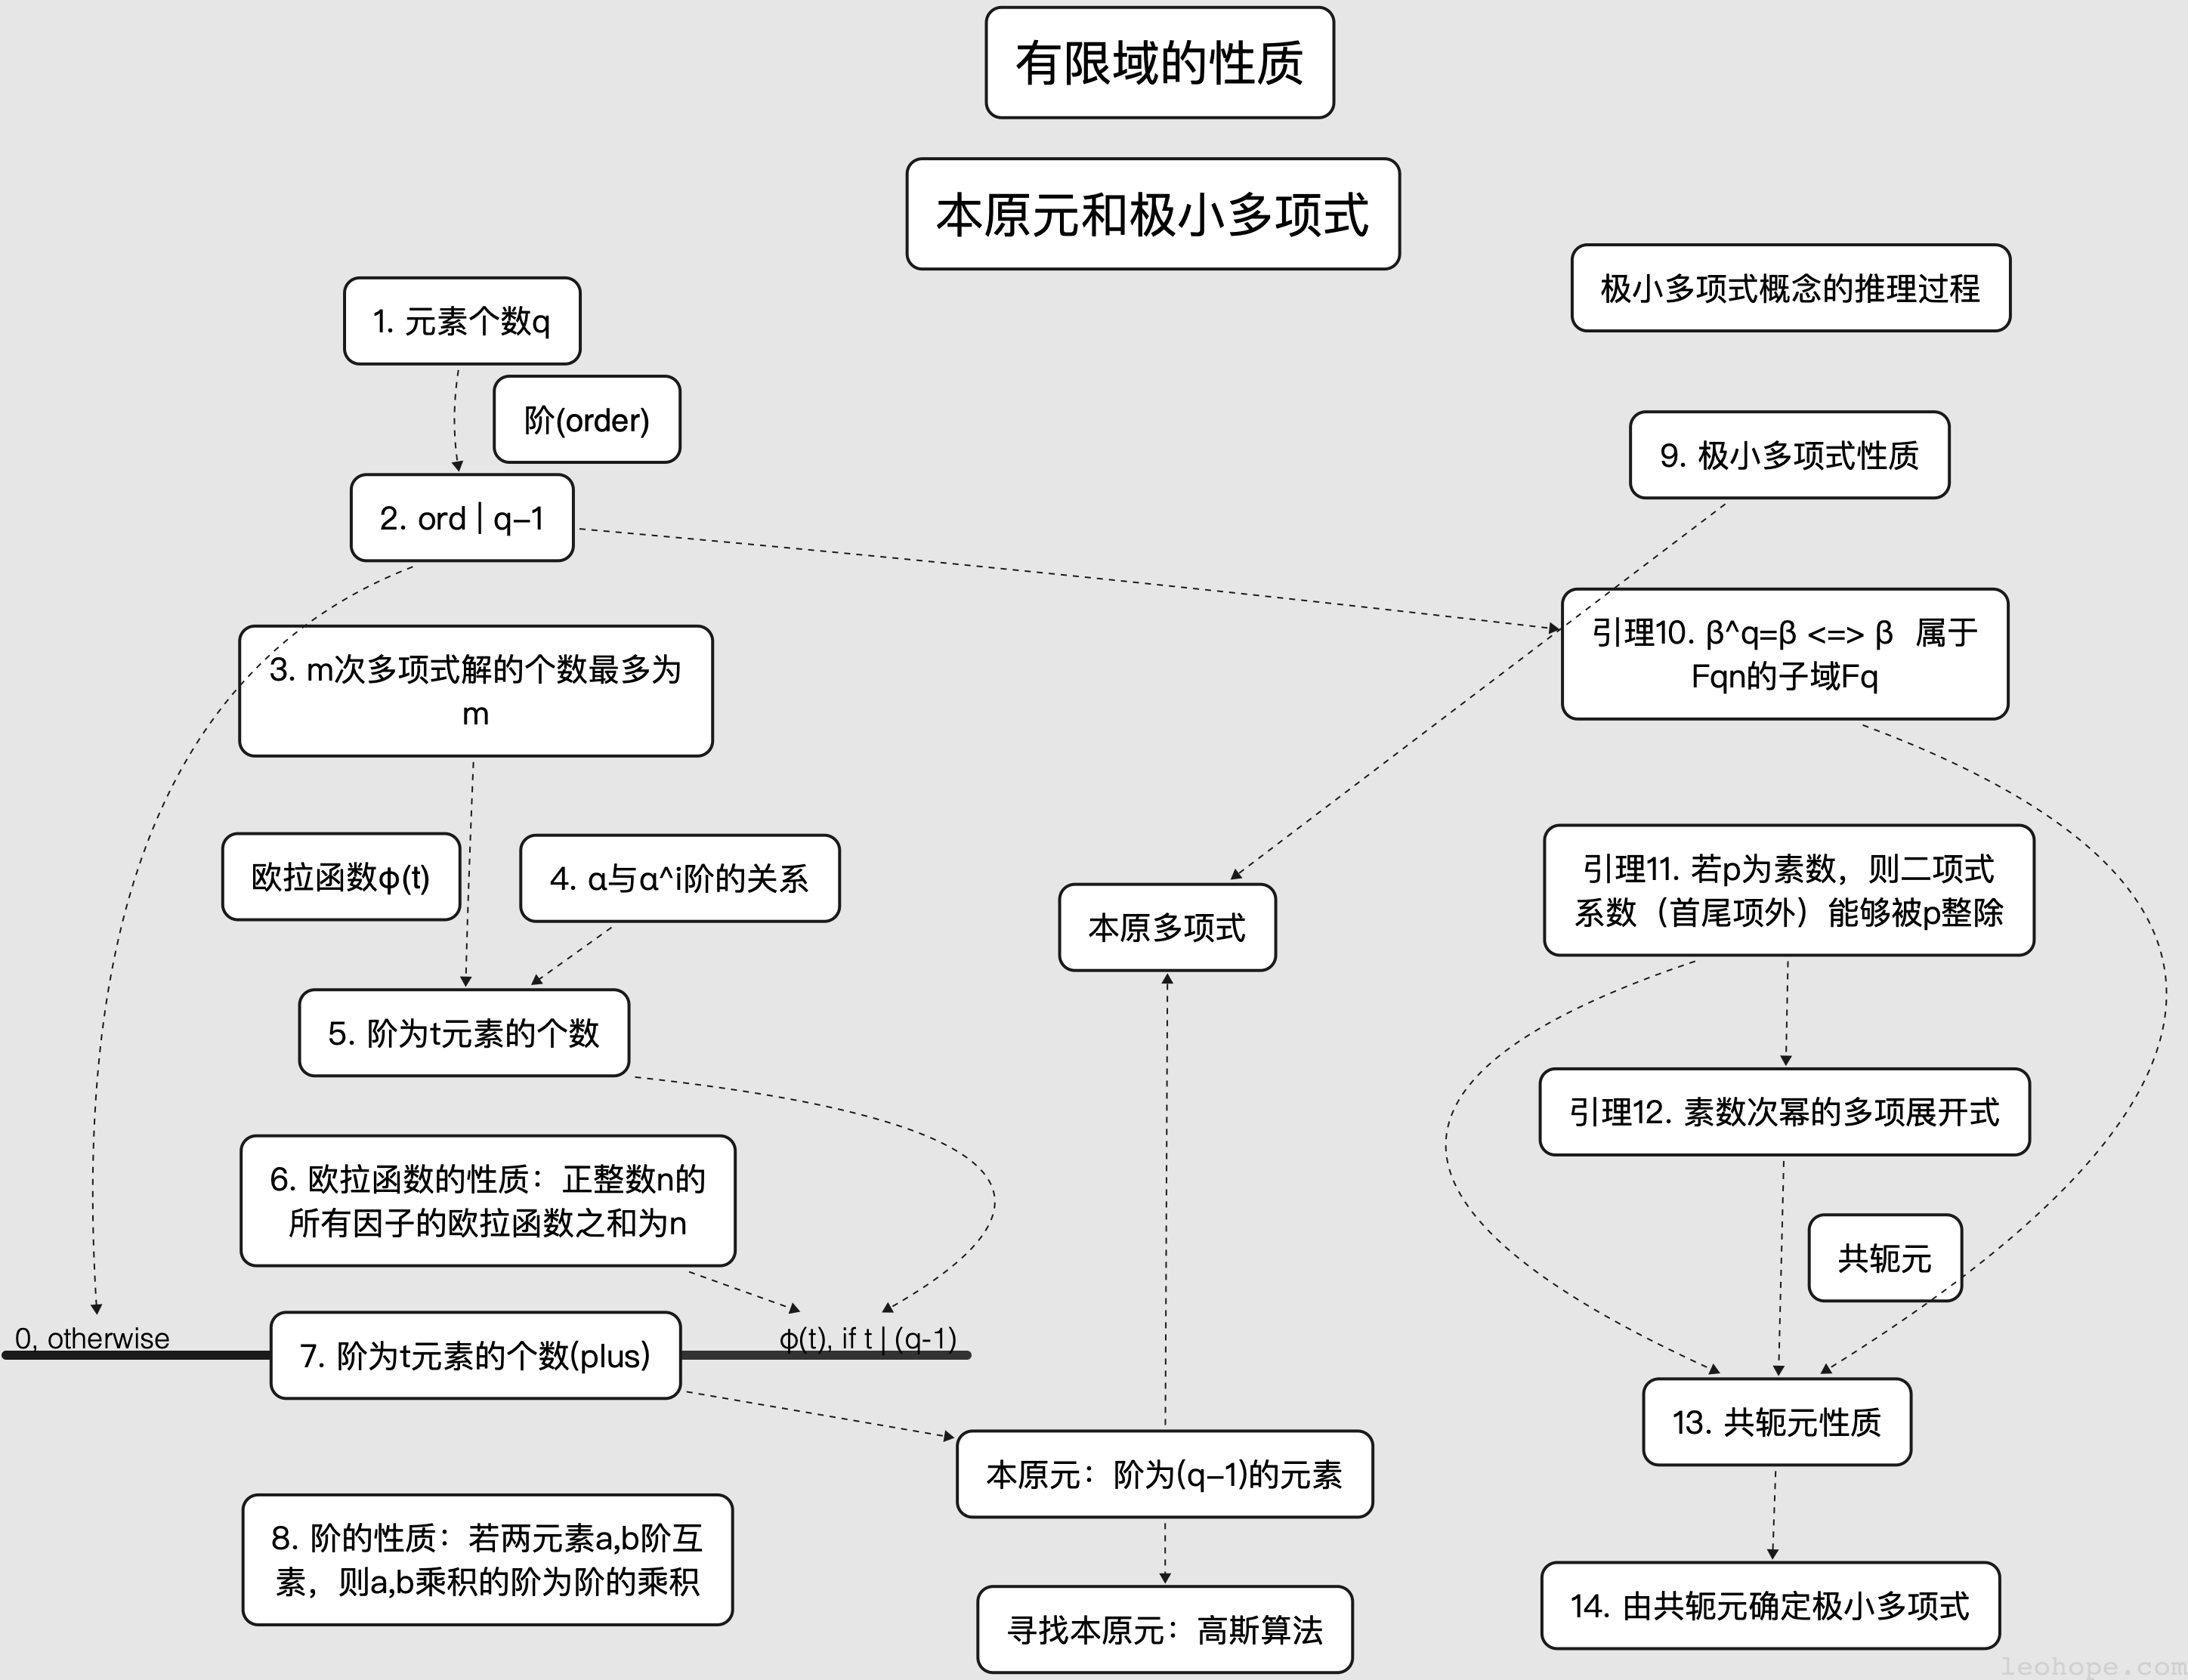 有限域的性质
本原元和极小多项式
极小多项式概念的推理过程
1. 元素个数q
阶(order)
2. ord | q-1
3. m次多项式解的个数最多为
m
欧拉函数φ(t)
4. α与α^i阶的关系
5. 阶为t元素的个数
6. 欧拉函数的性质：正整数n的
所有因子的欧拉函数之和为n
0, otherwise
7. 阶为t元素的个数(plus)
φ(t), if t | (q-1)
8. 阶的性质：若两元素a,b阶互
素，则a,b乘积的阶为阶的乘积
本原多项式
本原元：阶为(q-1)的元素
寻找本原元：高斯算法
9. 极小多项式性质
引理10. β^q=β <=> β 属于
Fqn的子域Fq
引理11. 若p为素数，则二项式
系数（首尾项外）能够被p整除
引理12. 素数次幂的多项展开式
共轭元
13. 共轭元性质
14. 由共轭元确定极小多项式
leohope.com